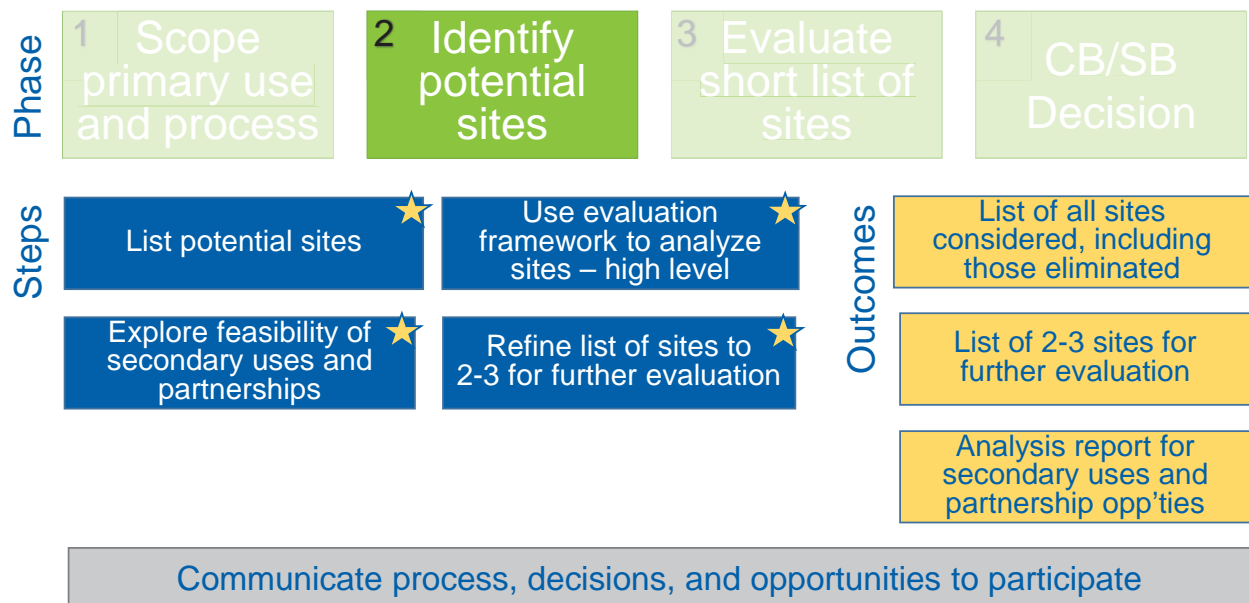 Phase
1
Scope
primary use
and process
2
Identify
potential
sites
3
Evaluate
short list of
sites
4
CB/SB
Decision
Steps
List potential sites
Use evaluation
framework to analyze
sites – high level
Explore feasibility of
secondary uses and
partnerships
Refine list of sites to
2-3 for further evaluation
Outcomes
List of all sites
considered, including
those eliminated
List of 2-3 sites for
further evaluation
Analysis report for
secondary uses and
partnership opp'ties
Communicate process, decisions, and opportunities to participate